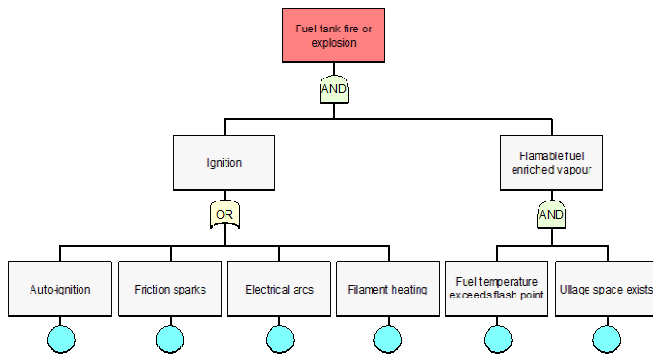 Fuel tank fire or
explosion
AND
Ignition
Flamable fuel
enriched vapour
OR
AND
Auto-ignition
Friction sparks
Electrical arcs
Filament heating
Fuel temperature
exceeds flash point
Ullage space exists